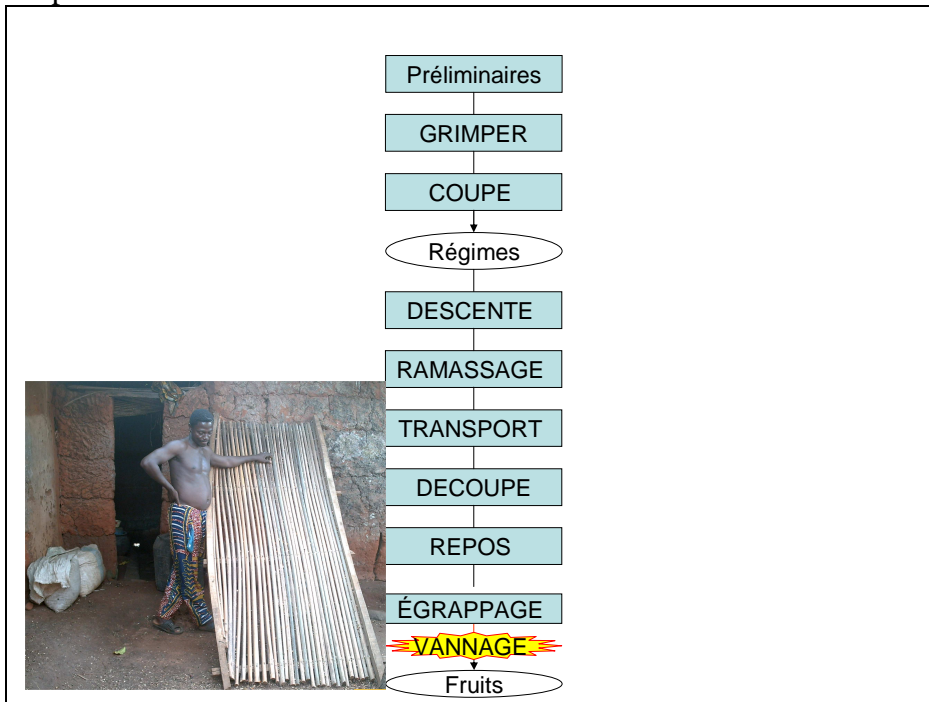 Préliminaires
GRIMPER
COUPE
Régimes
DESCENTE
RAMASSAGE
TRANSPORT
DECOUPE
REPOS
ÉGRAPPAGE
VANNAGE
Fruits